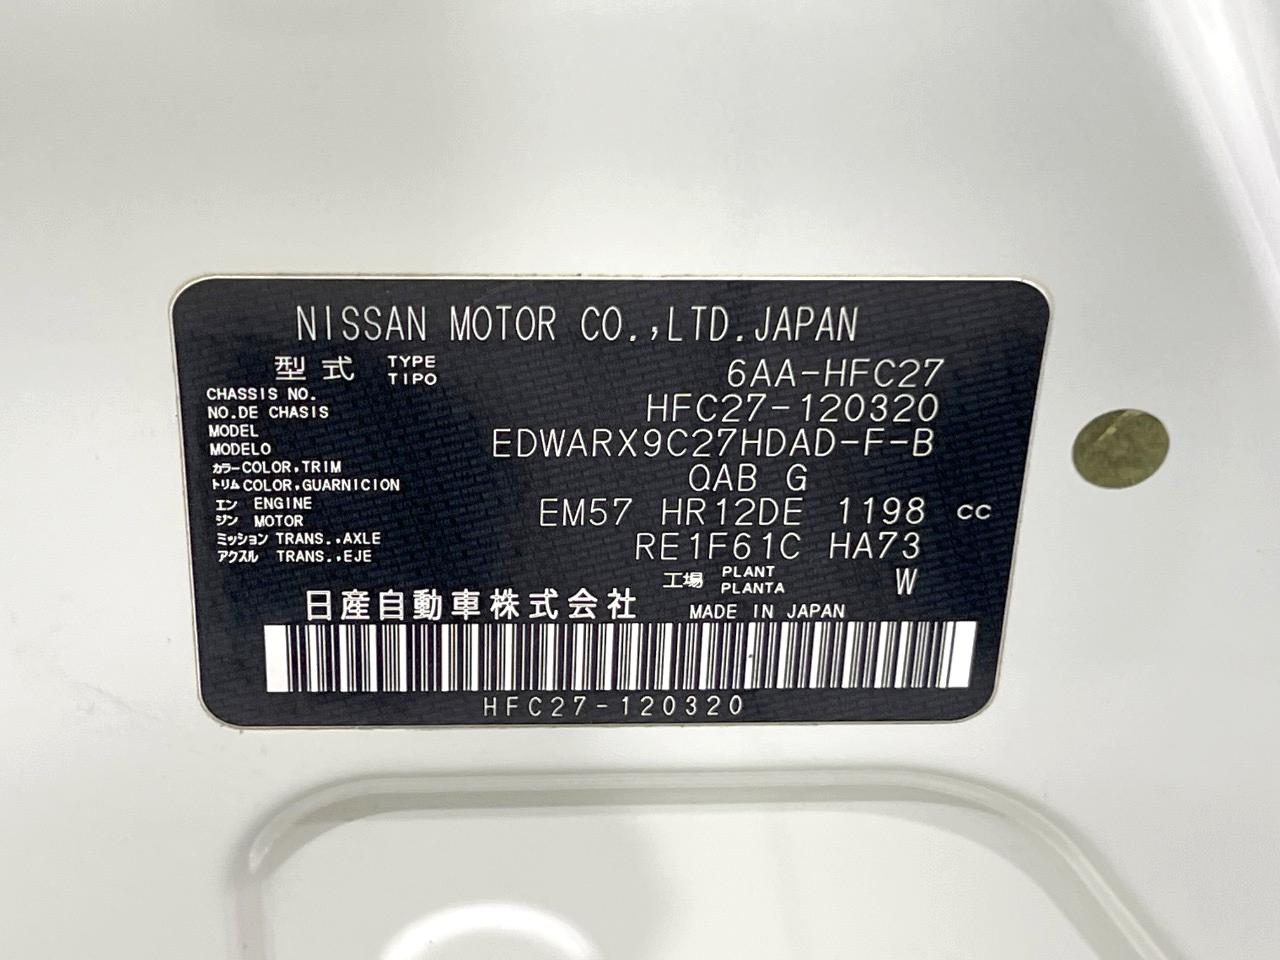 NISSAN MOTOR CO.,LTD.JAPAN
型式 TYPE TIPO 6AA-HFC27
CHASSIS NO.
NO.DE CHASIS HFC27-120320
MODEL
MODELO EDWARX9C27HDAD-F-B
カラー COLOR,TRIM
トリム COLOR,GUARNICION QAB G
エン ENGINE
ジン MOTOR EM57 HR12DE 1198 cc
ミッション TRANS.,AXLE
アクスル TRANS.,EJE RE1F61C HA73
工場 PLANT PLANTA W
日産自動車株式会社 MADE IN JAPAN
HFC27-120320